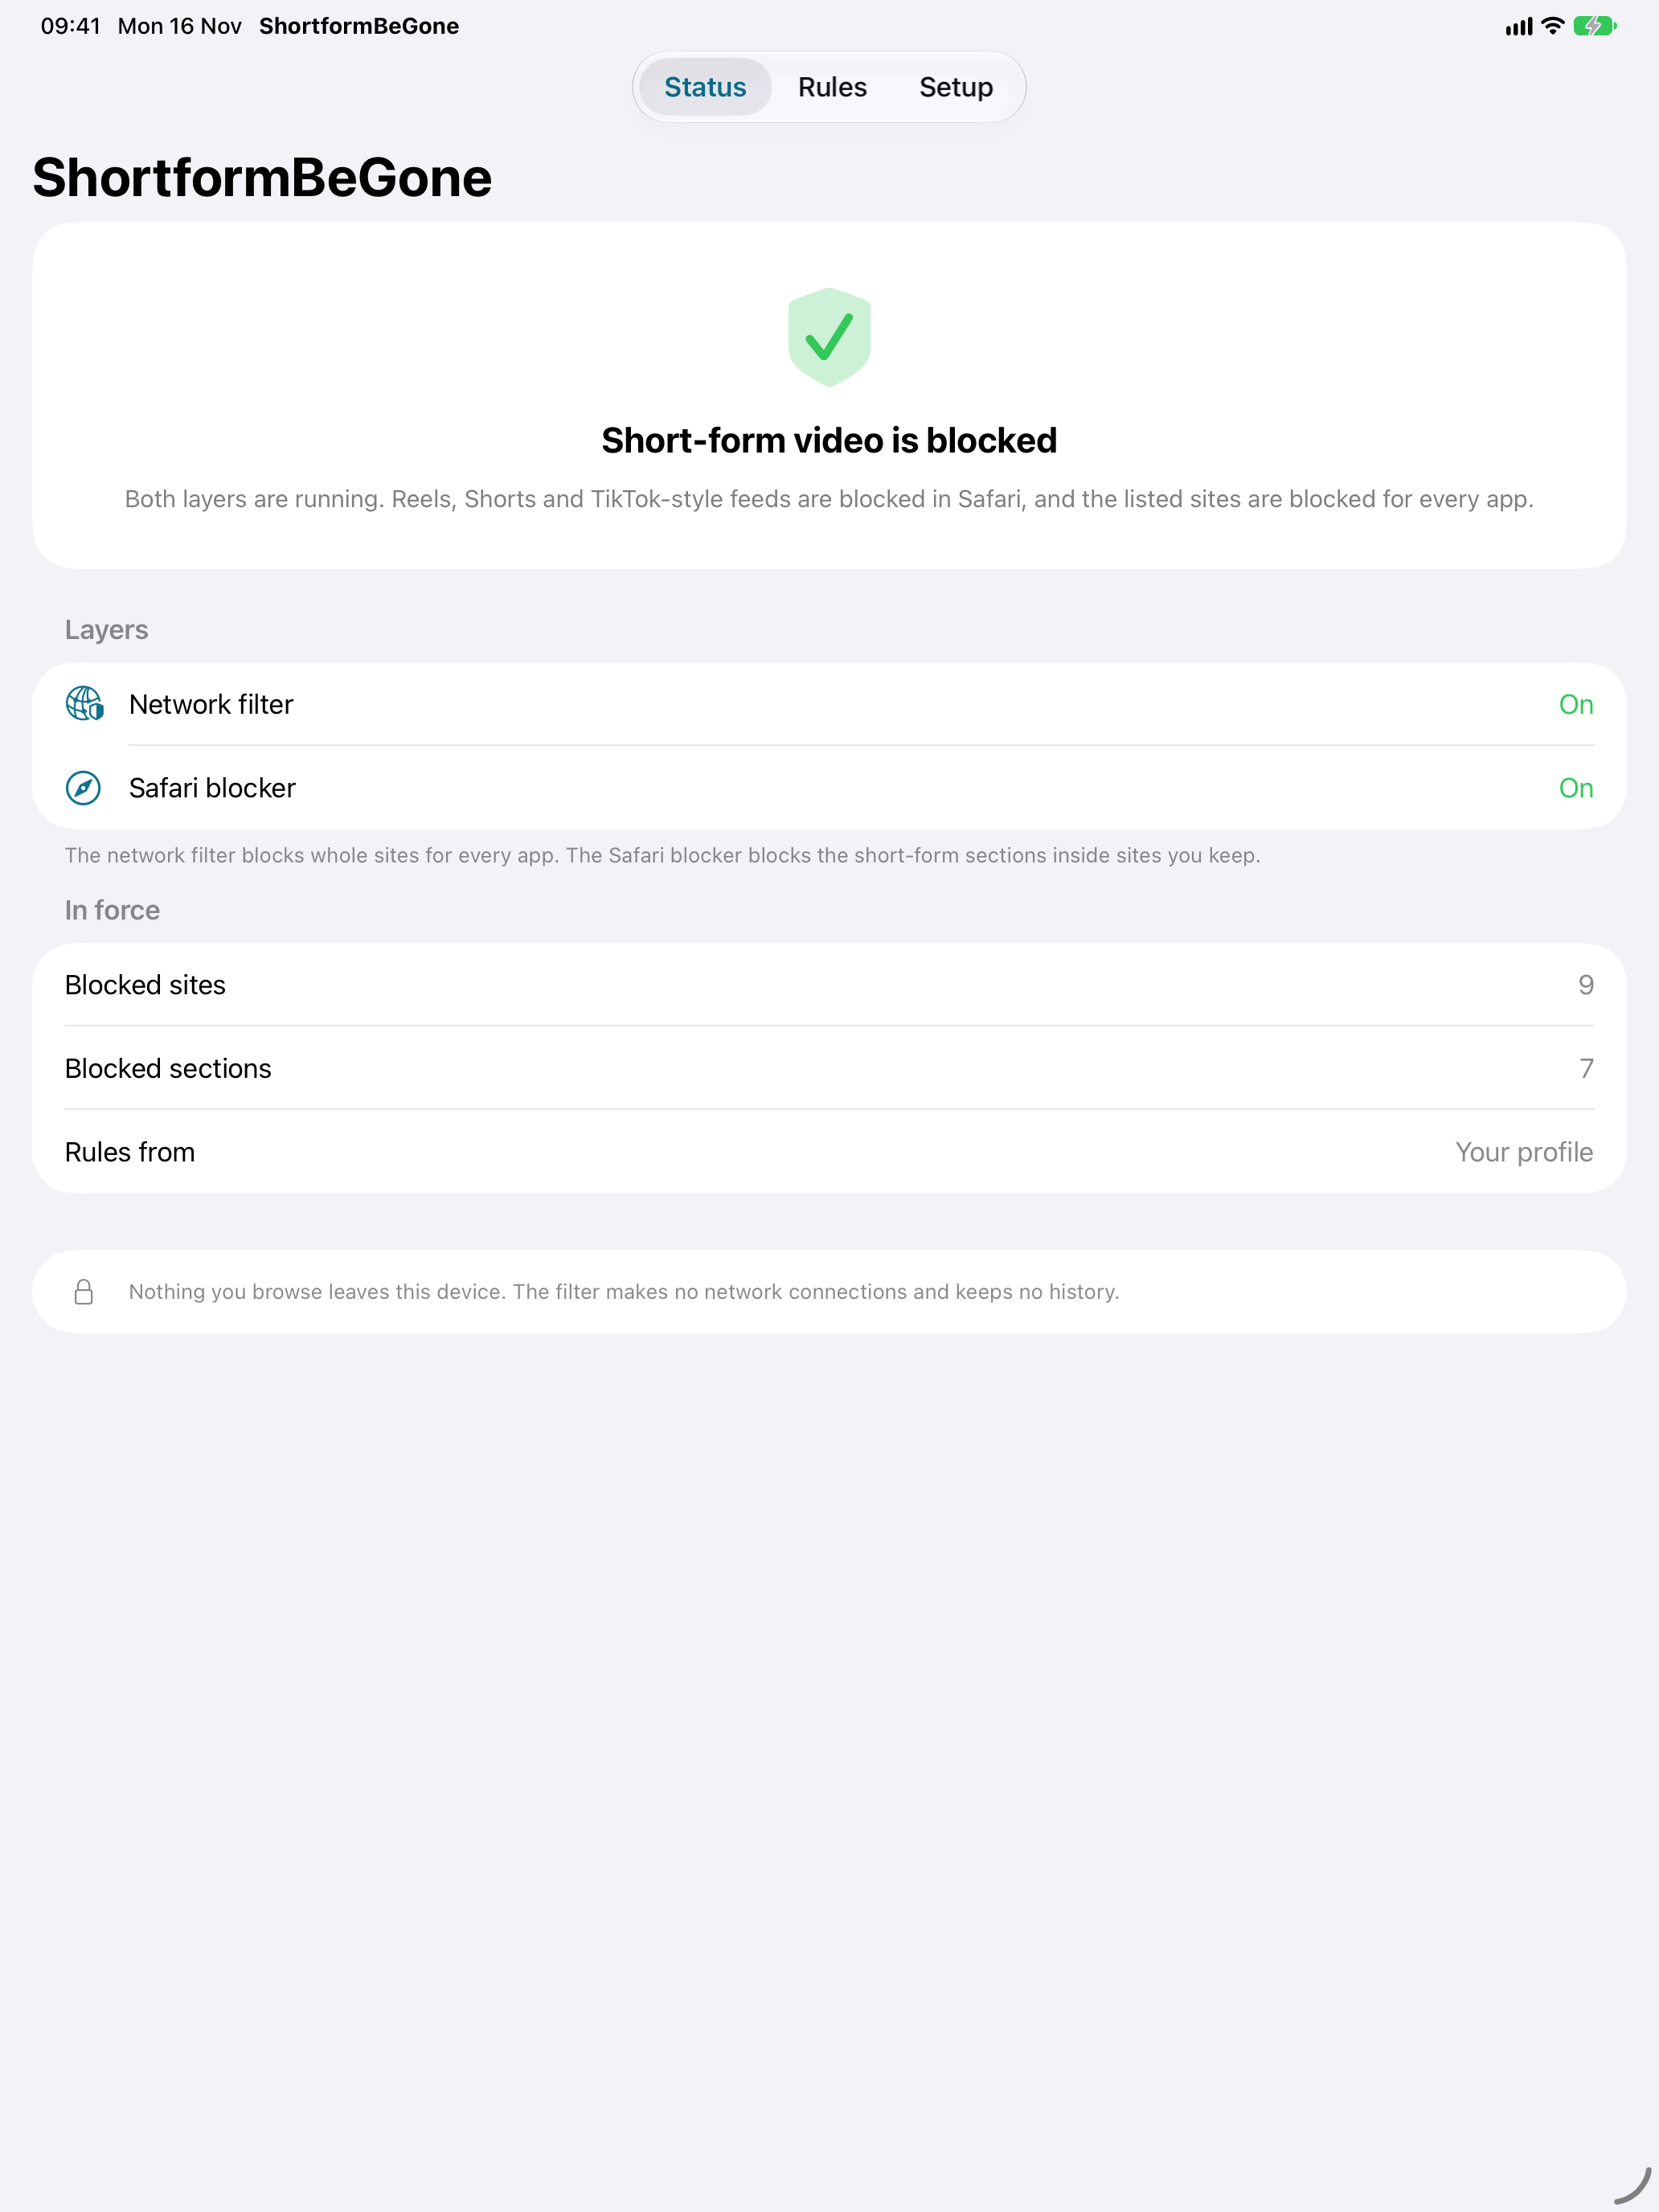 09:41 Mon 16 Nov ShortformBeGone
Status Rules Setup
ShortformBeGone
Short-form video is blocked
Both layers are running. Reels, Shorts and TikTok-style feeds are blocked in Safari, and the listed sites are blocked for every app.
Layers
Network filter On
Safari blocker On
The network filter blocks whole sites for every app. The Safari blocker blocks the short-form sections inside sites you keep.
In force
Blocked sites 9
Blocked sections 7
Rules from Your profile
Nothing you browse leaves this device. The filter makes no network connections and keeps no history.